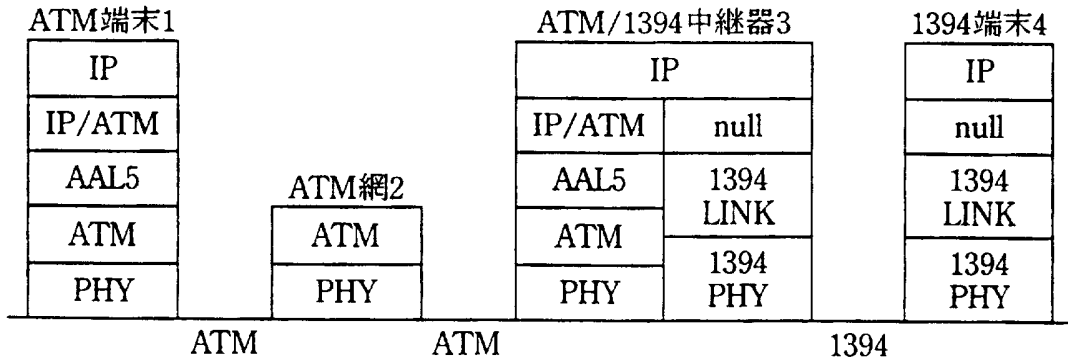 ATM端末1
IP
IP/ATM
AAL5
ATM
PHY
ATM網2
ATM
PHY
ATM/1394中継器3
IP
IP/ATM
AAL5
ATM
PHY
null
1394
LINK
1394
PHY
1394端末4
IP
null
1394
LINK
1394
PHY
ATM
ATM
1394